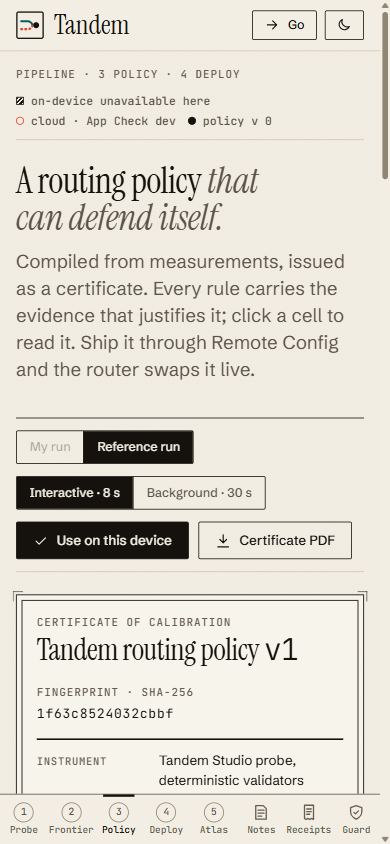 Tandem
Go
PIPELINE · 3 POLICY · 4 DEPLOY
on-device unavailable here
cloud · App Check dev policy v 0
A routing policy that
can defend itself.
Compiled from measurements, issued
as a certificate. Every rule carries the
evidence that justifies it; click a cell to
read it. Ship it through Remote Config
and the router swaps it live.
My run Reference run
Interactive · 8 s Background · 30 s
Use on this device Certificate PDF
CERTIFICATE OF CALIBRATION
Tandem routing policy v1
FINGERPRINT · SHA-256
1f63c8524032cbbf
INSTRUMENT Tandem Studio probe,
deterministic validators
1 2 3 4 5
Probe Frontier Policy Deploy Atlas Notes Receipts Guard